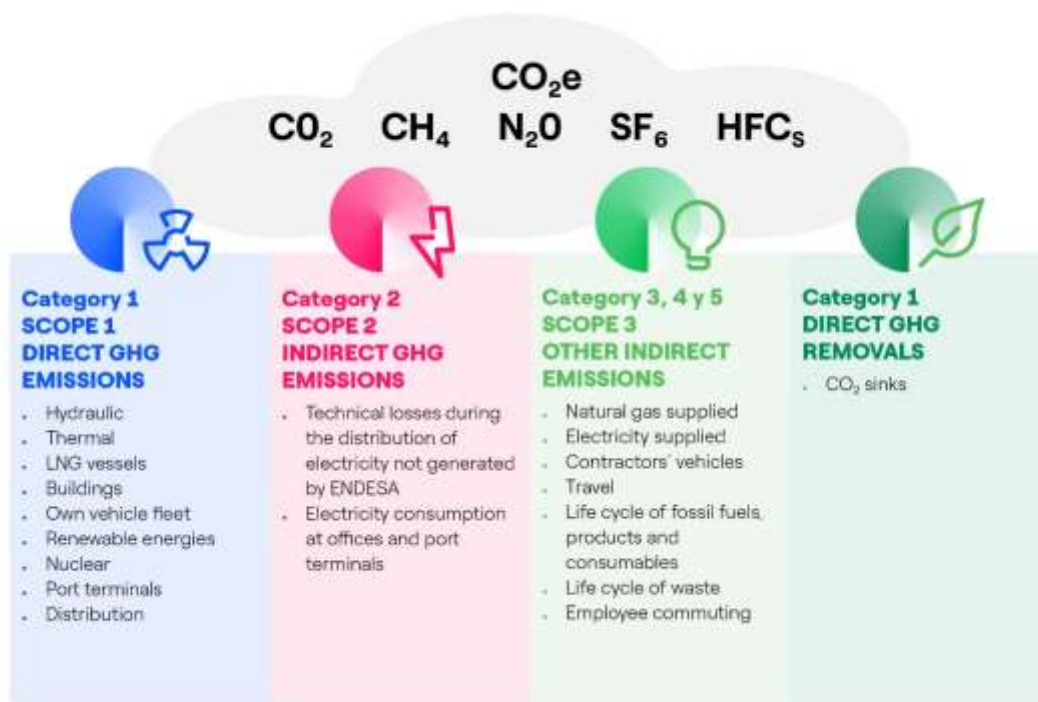 CO₂e
C0₂ CH₄ N₂0 SF₆ HFCs
Category 1
SCOPE 1
DIRECT GHG
EMISSIONS
. Hydraulic
. Thermal
. LNG vessels
. Buildings
. Own vehicle fleet
. Renewable energies
. Nuclear
. Port terminals
. Distribution
Category 2
SCOPE 2
INDIRECT GHG
EMISSIONS
. Technical losses during
the distribution of
electricity not generated
by ENDESA
. Electricity consumption
at offices and port
terminals
Category 3, 4 y 5
SCOPE 3
OTHER INDIRECT
EMISSIONS
. Natural gas supplied
. Electricity supplied
. Contractors' vehicles
. Travel
. Life cycle of fossil fuels,
products and
consumables
. Life cycle of waste
. Employee commuting
Category 1
DIRECT GHG
REMOVALS
. CO₂ sinks